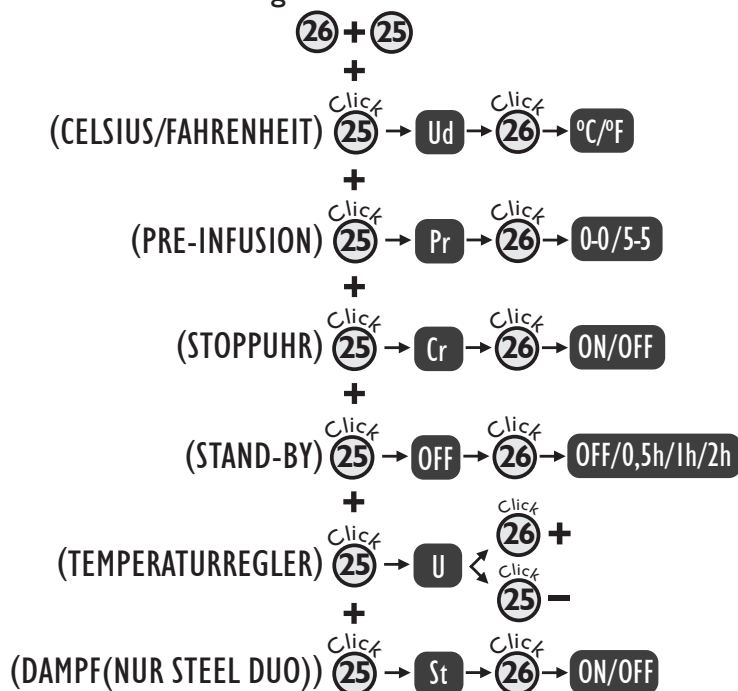 26 + 25
+
(CELSIUS/FAHRENHEIT) Click 25 → Ud → Click 26 → ºC/ºF
+
(PRE-INFUSION) Click 25 → Pr → Click 26 → 0-0/5-5
+
(STOPPUHR) Click 25 → Cr → Click 26 → ON/OFF
+
(STAND-BY) Click 25 → OFF → Click 26 → OFF/0,5h/1h/2h
+
Click 26 +
(TEMPERATURREGLER) Click 25 → U
Click 25 −
+
(DAMPF(NUR STEEL DUO)) Click 25 → St → Click 26 → ON/OFF